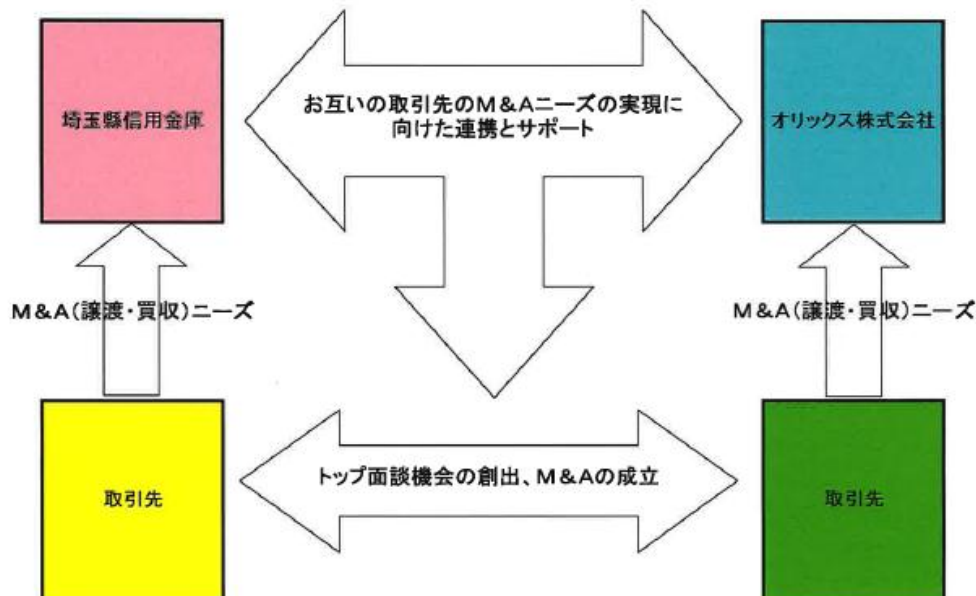 埼玉縣信用金庫
お互いの取引先のM&Aニーズの実現に
向けた連携とサポート
オリックス株式会社
M&A(譲渡・買収)ニーズ
M&A(譲渡・買収)ニーズ
取引先
トップ面談機会の創出、M&Aの成立
取引先